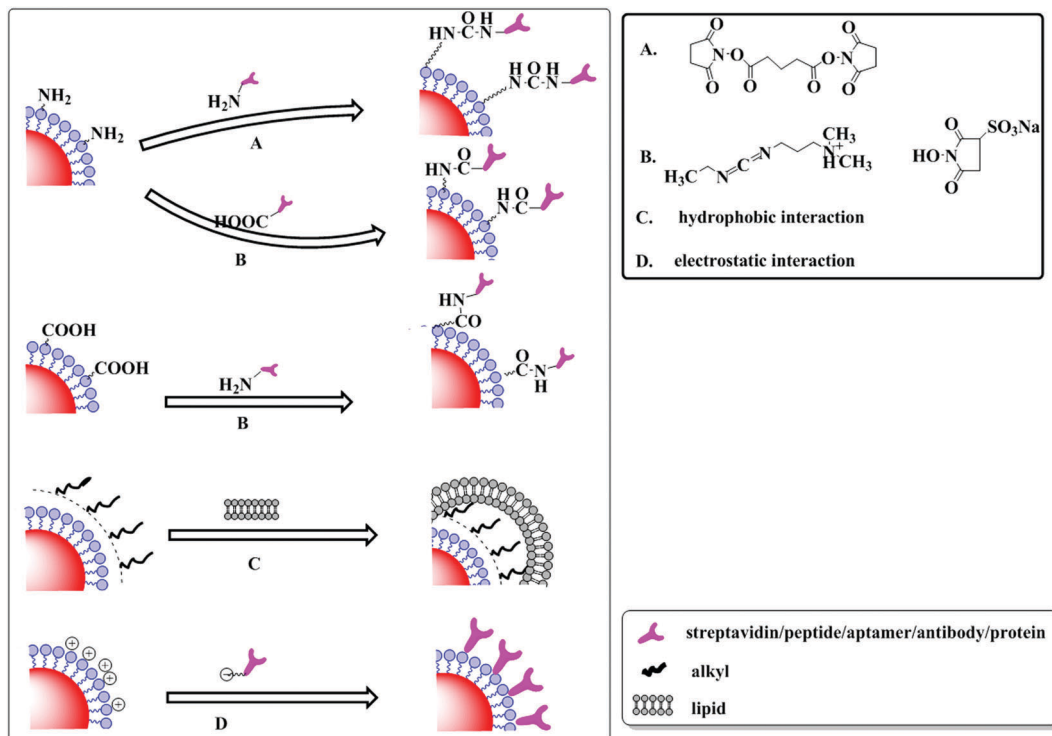 O H
HN-C-N
NH₂
H₂N
O H
N-C-N
H
NH₂
A
O
HN-C
HOOC
H O
N-C
B
COOH
HN
CO
COOH
H₂N
O
C-N
H
B
C
+ + + + +
−
D
A.
O O
N-O O-N
O O O O
B.
CH₃
N
N⁺
H CH₃
C
H₃C N
O
SO₃Na
HO-N
O
C. hydrophobic interaction
D. electrostatic interaction
streptavidin/peptide/aptamer/antibody/protein
alkyl
lipid